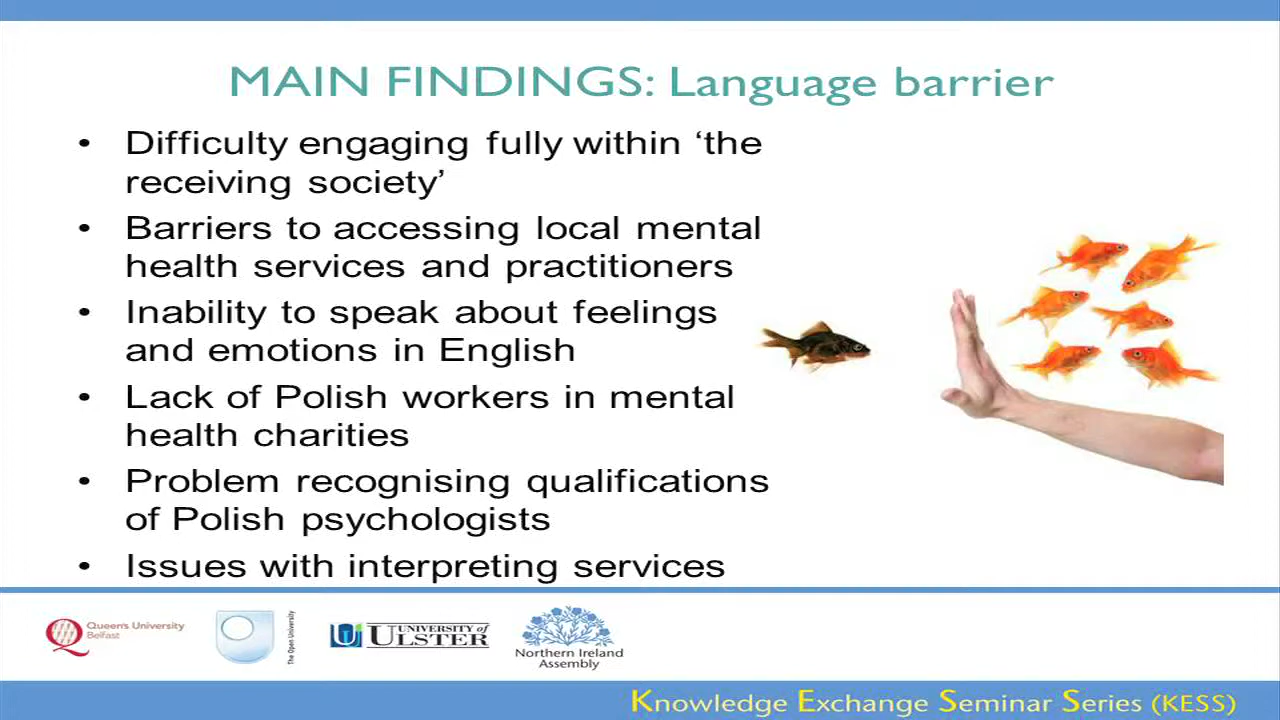 MAIN FINDINGS: Language barrier
• Difficulty engaging fully within ‘the
receiving society’
• Barriers to accessing local mental
health services and practitioners
• Inability to speak about feelings
and emotions in English
• Lack of Polish workers in mental
health charities
• Problem recognising qualifications
of Polish psychologists
• Issues with interpreting services
Queen's University
Belfast
The Open University
UNIVERSITY of
ULSTER
Northern Ireland
Assembly
Knowledge Exchange Seminar Series (KESS)